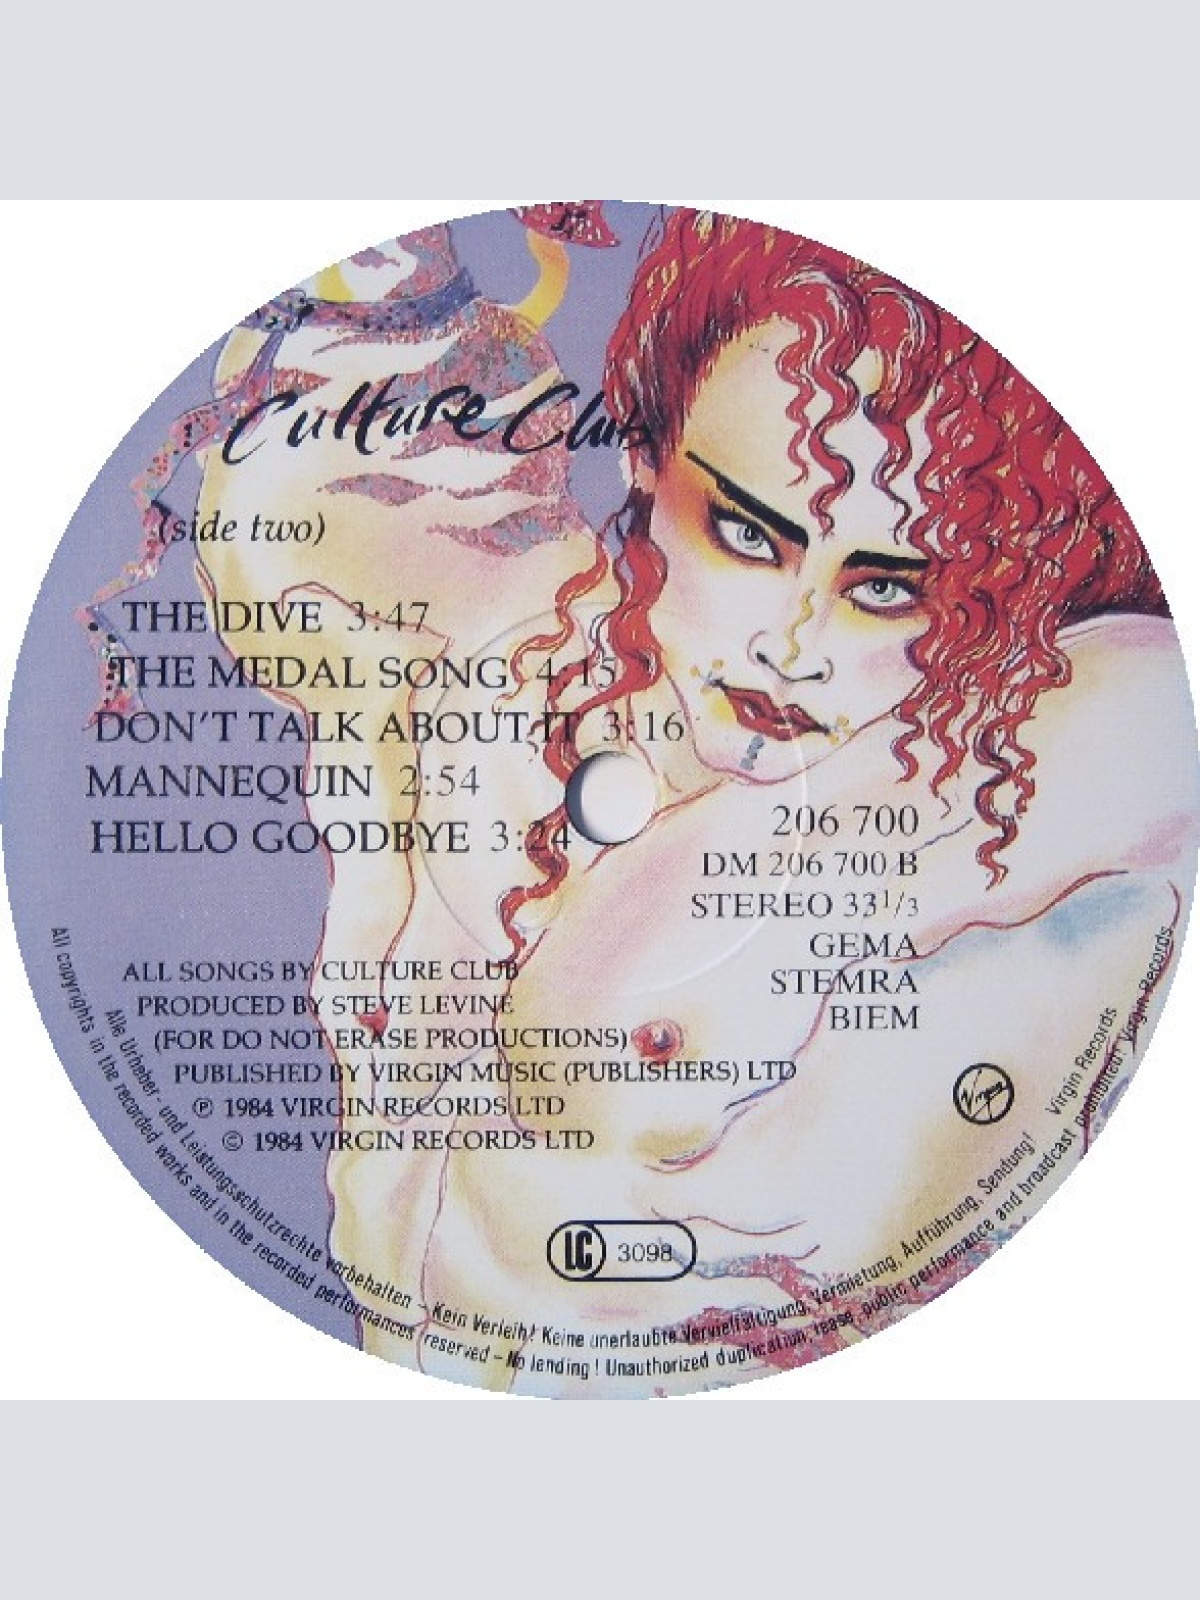 Culture Club
(side two)
THE DIVE 3:47
THE MEDAL SONG 4:15
DON'T TALK ABOUT IT 3:16
MANNEQUIN 2:54
HELLO GOODBYE 3:24
206 700
DM 206 700 B
STEREO 33 1/3
GEMA
STEMRA
BIEM
ALL SONGS BY CULTURE CLUB
PRODUCED BY STEVE LEVINE
(FOR DO NOT ERASE PRODUCTIONS)
PUBLISHED BY VIRGIN MUSIC (PUBLISHERS) LTD
℗ 1984 VIRGIN RECORDS LTD
© 1984 VIRGIN RECORDS LTD
Virgin
LC 3098
Alle Urheber- und Leistungsschutzrechte vorbehalten – Kein Verleih! Keine unerlaubte Vervielfältigung, Vermietung, Aufführung, Sendung! Virgin Records
All copyrights in the recorded works and in the recorded performances reserved – No lending! Unauthorized duplication, lease, public performance and broadcast prohibited! Virgin Records